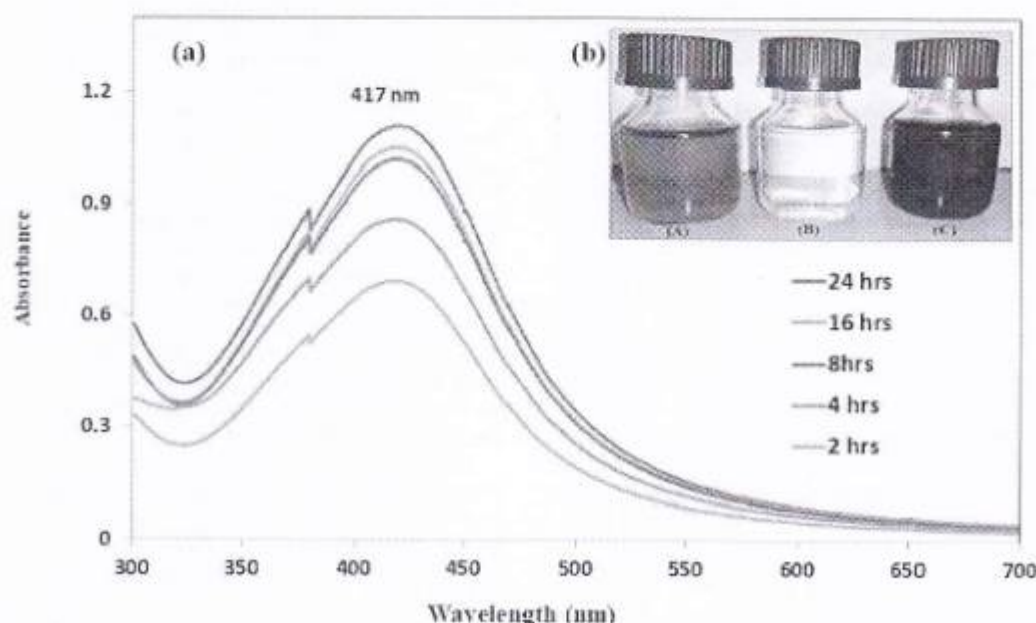 (a)
(b)
417 nm
1.2
0.9
0.6
0.3
0
Absorbance
(A)
(B)
(C)
24 hrs
16 hrs
8hrs
4 hrs
2 hrs
300
350
400
450
500
550
600
650
700
Wavelength (nm)